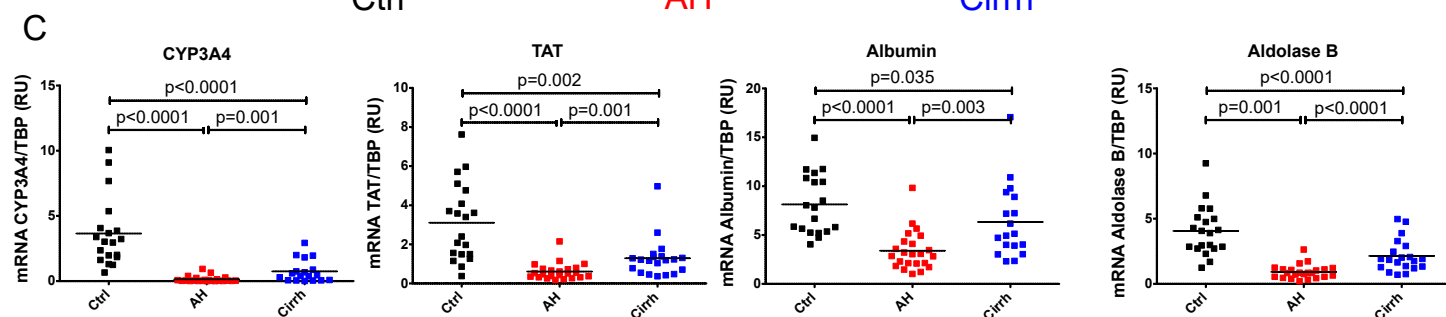 Ctrl AH Cirrh
C
CYP3A4
mRNA CYP3A4/TBP (RU)
15
10
5
0
p<0.0001
p<0.0001 p=0.001
Ctrl AH Cirrh
TAT
mRNA TAT/TBP (RU)
10
8
6
4
2
0
p=0.002
p<0.0001 p=0.001
Ctrl AH Cirrh
Albumin
mRNA Albumin/TBP (RU)
20
15
10
5
0
p=0.035
p<0.0001 p=0.003
Ctrl AH Cirrh
Aldolase B
mRNA Aldolase B/TBP (RU)
15
10
5
0
p<0.0001
p=0.001 p<0.0001
Ctrl AH Cirrh